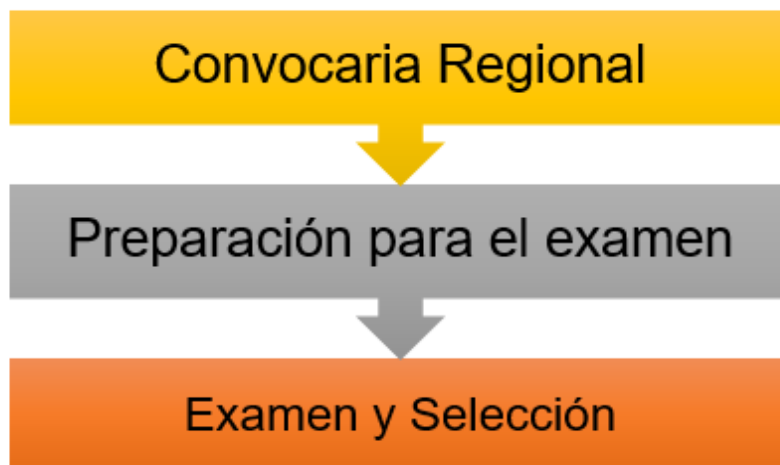 Convocaria Regional
Preparación para el examen
Examen y Selección